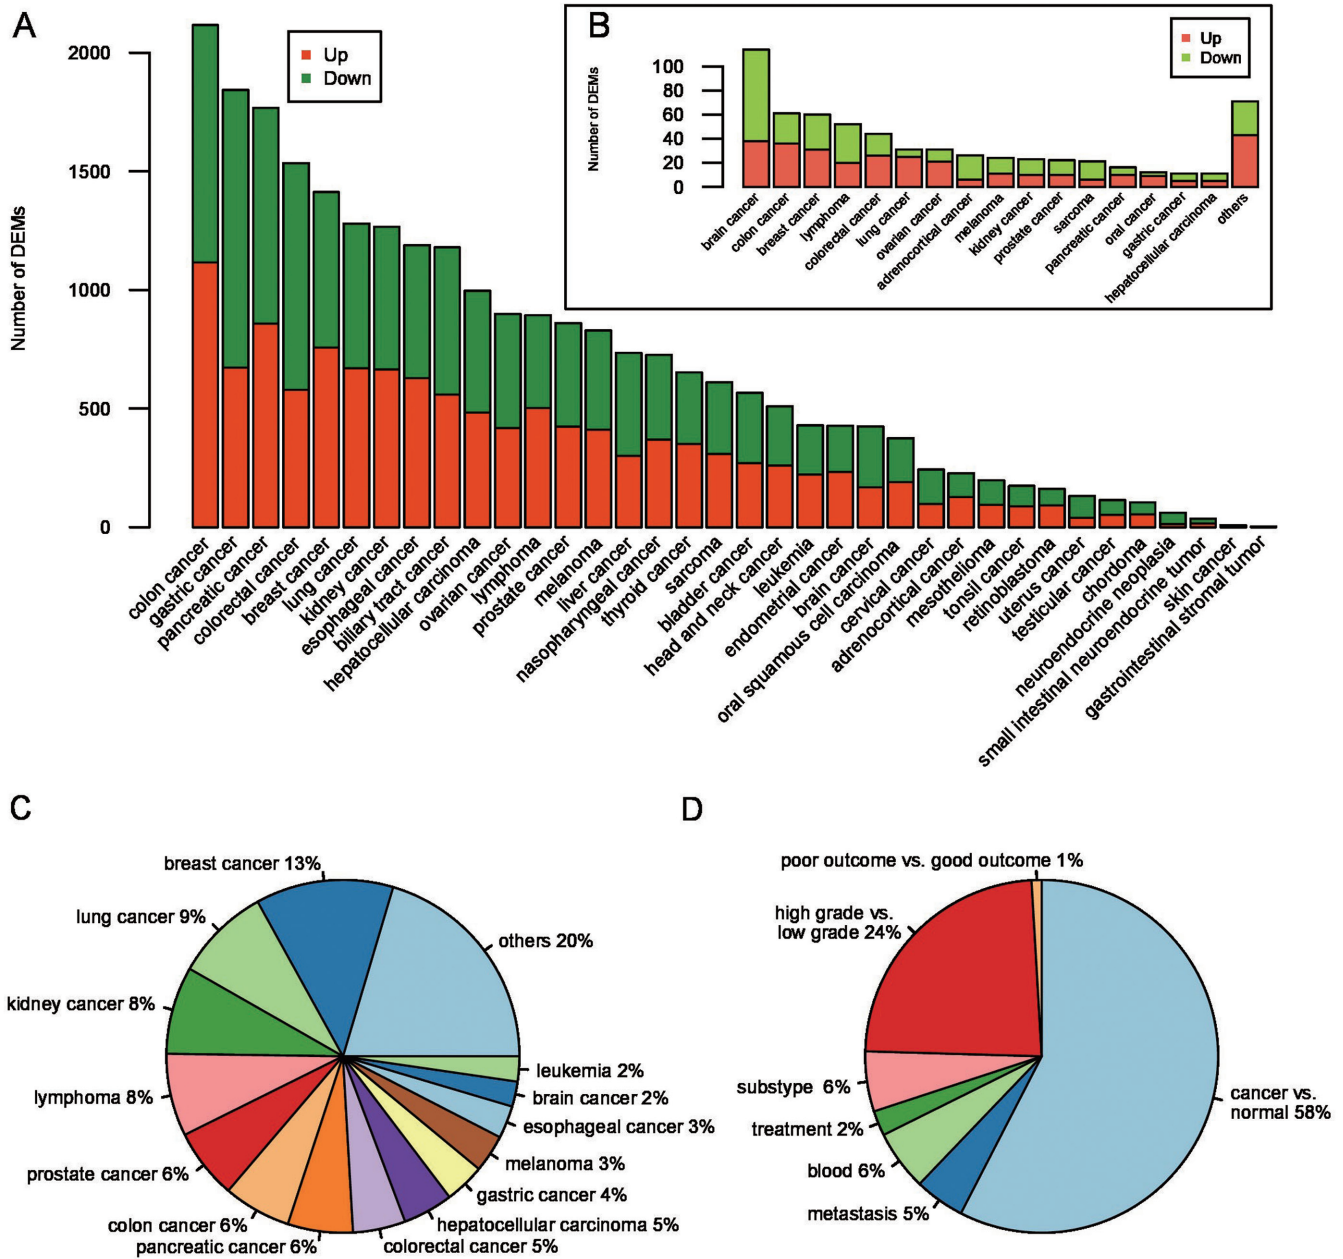 A
2000
1500
1000
500
0
Number of DEMs
Up
Down
colon cancer
gastric cancer
pancreatic cancer
colorectal cancer
breast cancer
lung cancer
kidney cancer
esophageal cancer
biliary tract cancer
hepatocellular carcinoma
ovarian cancer
lymphoma
prostate cancer
melanoma
liver cancer
nasopharyngeal cancer
thyroid cancer
sarcoma
bladder cancer
head and neck cancer
leukemia
endometrial cancer
brain cancer
oral squamous cell carcinoma
cervical cancer
adrenocortical cancer
mesothelioma
tonsil cancer
retinoblastoma
uterus cancer
testicular cancer
chordoma
neuroendocrine neoplasia
small intestinal neuroendocrine tumor
skin cancer
gastrointestinal stromal tumor
B
100
80
60
40
20
0
Number of DEMs
Up
Down
brain cancer
colon cancer
breast cancer
lymphoma
colorectal cancer
lung cancer
ovarian cancer
adrenocortical cancer
melanoma
kidney cancer
prostate cancer
sarcoma
pancreatic cancer
oral cancer
gastric cancer
hepatocellular carcinoma
others
C
breast cancer 13%
lung cancer 9%
kidney cancer 8%
lymphoma 8%
prostate cancer 6%
colon cancer 6%
pancreatic cancer 6%
colorectal cancer 5%
hepatocellular carcinoma 5%
gastric cancer 4%
melanoma 3%
esophageal cancer 3%
brain cancer 2%
leukemia 2%
others 20%
D
poor outcome vs. good outcome 1%
high grade vs.
low grade 24%
substype 6%
treatment 2%
blood 6%
metastasis 5%
cancer vs.
normal 58%